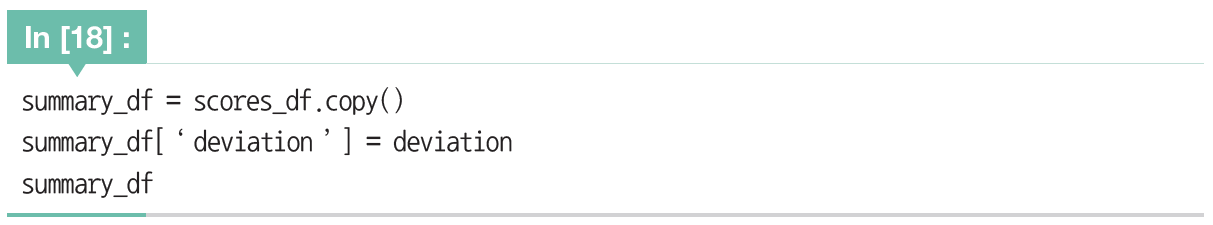 In [18] :
summary_df = scores_df.copy()
summary_df[ ‘ deviation ’ ] = deviation
summary_df